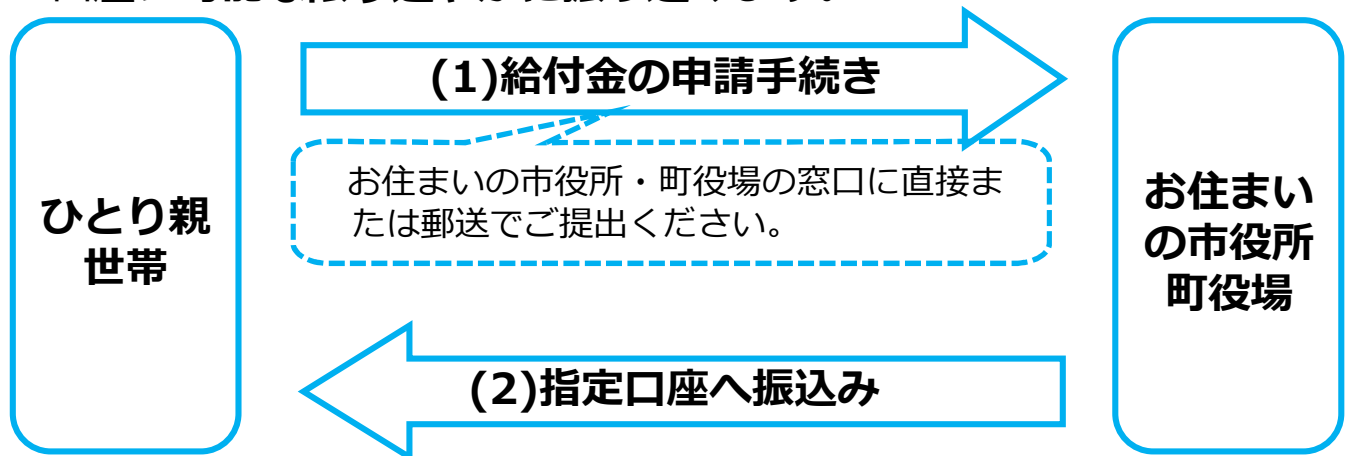 (1)給付金の申請手続き
お住まいの市役所・町役場の窓口に直接ま
たは郵送でご提出ください。
ひとり親
世帯
お住まい
の市役所
町役場
(2)指定口座へ振込み